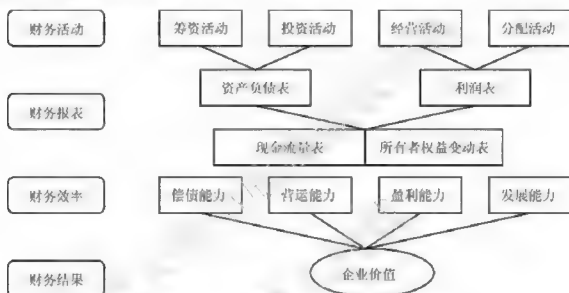 财务活动 筹资活动 投资活动 经营活动 分配活动
资产负债表 利润表
财务报表
现金流量表 所有者权益变动表
财务效率 偿债能力 营运能力 盈利能力 发展能力
企业价值
财务结果